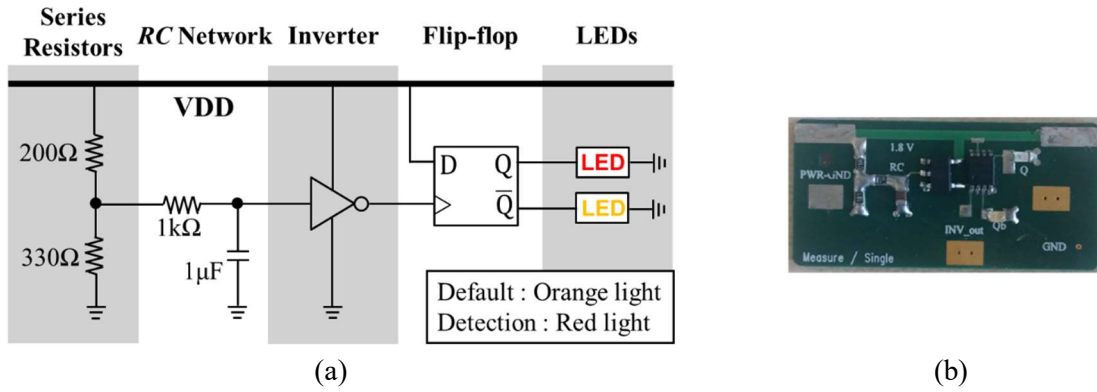 Series
Resistors
RC Network
Inverter
Flip-flop
LEDs
VDD
200Ω
330Ω
1kΩ
1μF
D
Q
Q̅
LED
LED
Default : Orange light
Detection : Red light
(a)
1.8 V
PWR-GND
RC
Q
INV_out
Qb
GND
Measure / Single
(b)